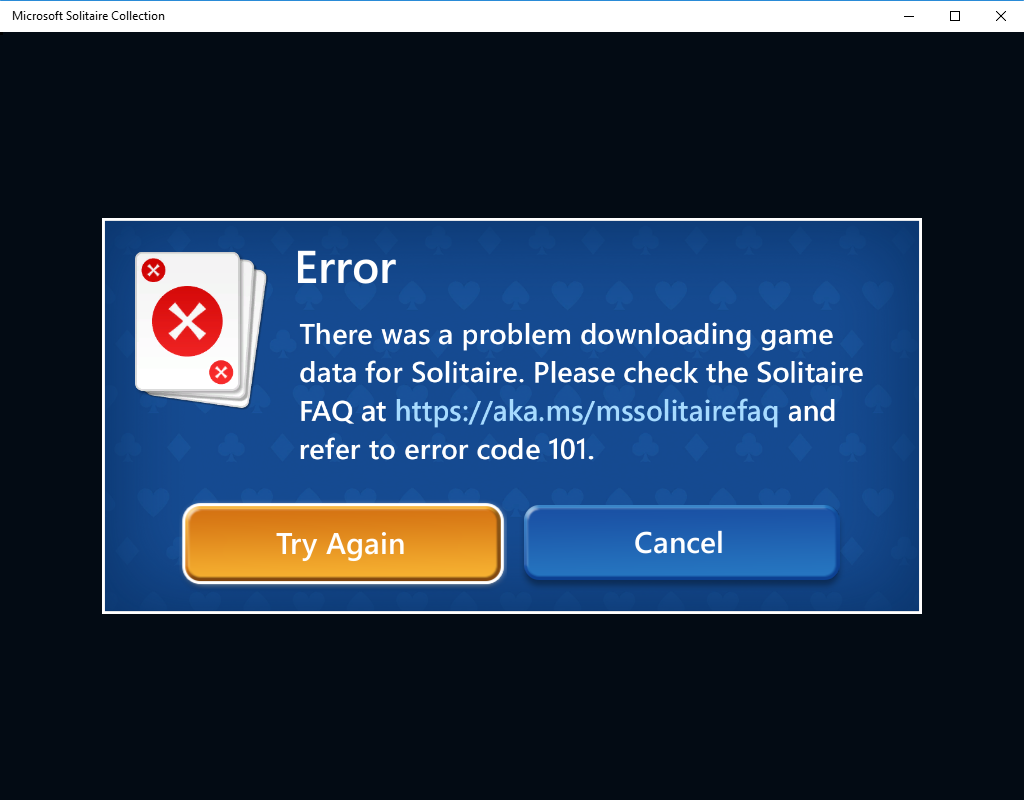 Microsoft Solitaire Collection
Error
There was a problem downloading game
data for Solitaire. Please check the Solitaire
FAQ at https://aka.ms/mssolitairefaq and
refer to error code 101.
Try Again
Cancel